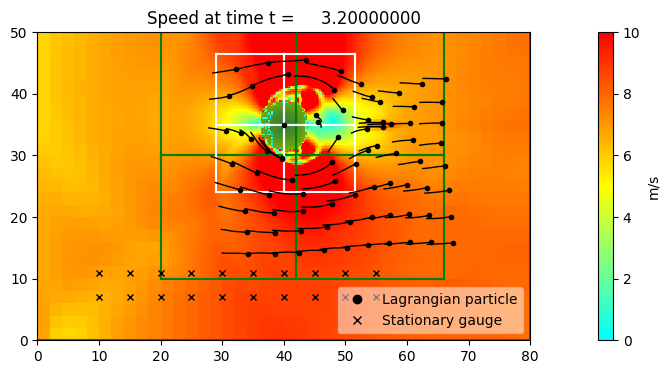 Speed at time t = 3.20000000
50
40
30
20
10
0
0 10 20 30 40 50 60 70 80
Lagrangian particle
Stationary gauge
10
8
6
4
2
0
m/s